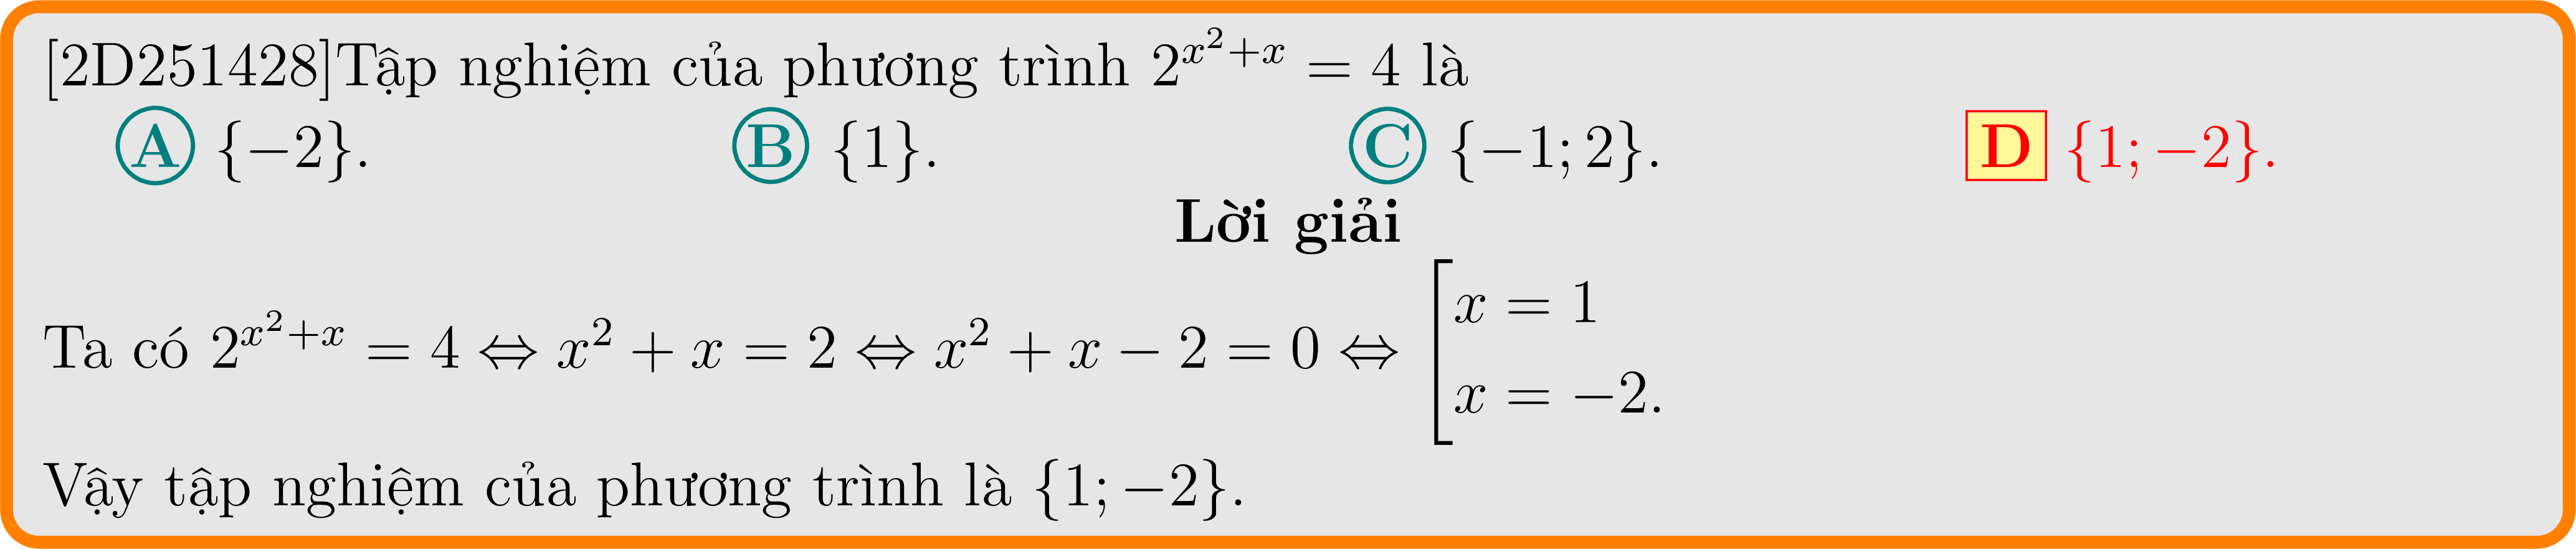 [2D251428]Tập nghiệm của phương trình $2^{x^2+x} = 4$ là
A {−2}. B {1}. C {−1; 2}. D {1; −2}.
Lời giải
Ta có $2^{x^2+x} = 4 \Leftrightarrow x^2 + x = 2 \Leftrightarrow x^2 + x - 2 = 0 \Leftrightarrow \left[\begin{array}{l} x = 1 \\ x = -2. \end{array}\right.$
Vậy tập nghiệm của phương trình là {1; −2}.